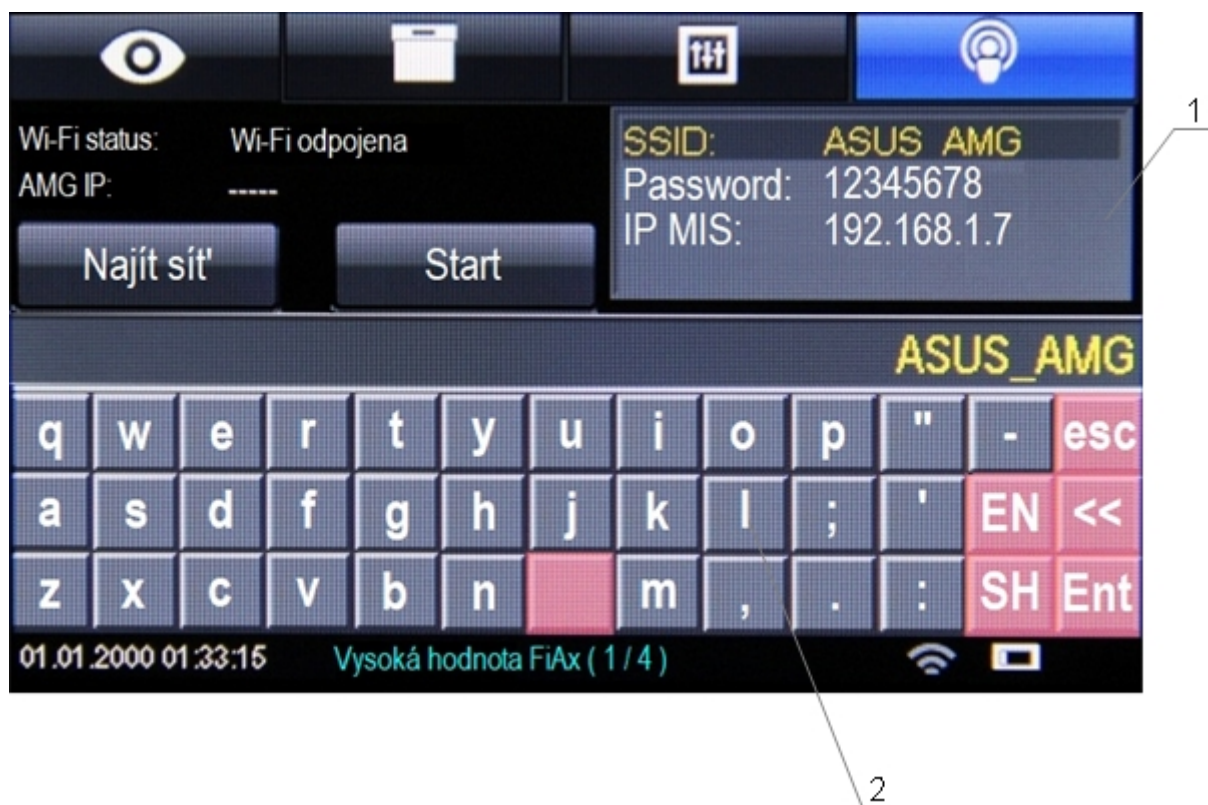 1
Wi-Fi status: Wi-Fi odpojena
AMG IP: -----
SSID: ASUS AMG
Password: 12345678
IP MIS: 192.168.1.7
Najít sít'
Start
ASUS_AMG
q w e r t y u i o p " - esc
a s d f g h j k l ; ' EN <<
z x c v b n m , . : SH Ent
01.01.2000 01:33:15 Vysoká hodnota FiAx ( 1 / 4 )
2